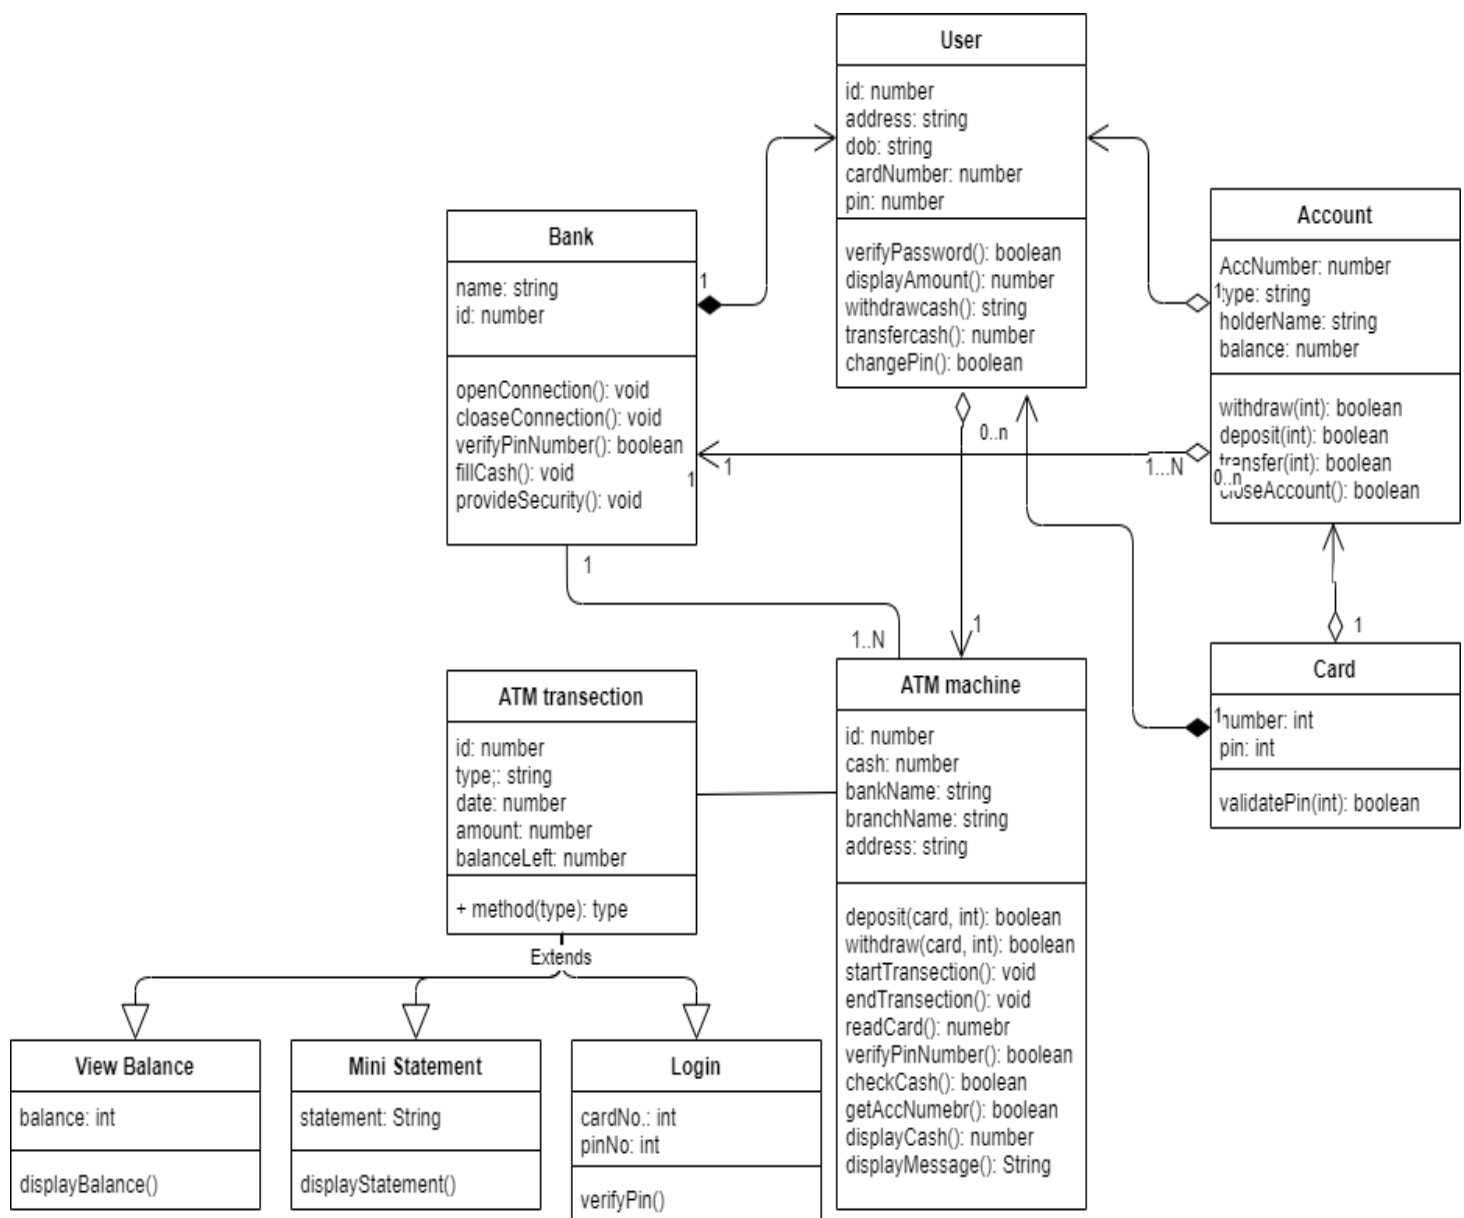 User
id: number
address: string
dob: string
cardNumber: number
pin: number
verifyPassword(): boolean
displayAmount(): number
withdrawcash(): string
transfercash(): number
changePin(): boolean
Bank
name: string
id: number
openConnection(): void
cloaseConnection(): void
verifyPinNumber(): boolean
fillCash(): void
provideSecurity(): void
1
1
1
1
0..n
1...N
Account
AccNumber: number
type: string
holderName: string
balance: number
1
withdraw(int): boolean
deposit(int): boolean
transfer(int): boolean
closeAccount(): boolean
0..n
1
Card
number: int
pin: int
1
validatePin(int): boolean
1..N
1
ATM machine
id: number
cash: number
bankName: string
branchName: string
address: string
deposit(card, int): boolean
withdraw(card, int): boolean
startTransection(): void
endTransection(): void
readCard(): numebr
verifyPinNumber(): boolean
checkCash(): boolean
getAccNumebr(): boolean
displayCash(): number
displayMessage(): String
ATM transection
id: number
type;: string
date: number
amount: number
balanceLeft: number
+ method(type): type
Extends
View Balance
balance: int
displayBalance()
Mini Statement
statement: String
displayStatement()
Login
cardNo.: int
pinNo: int
verifyPin()